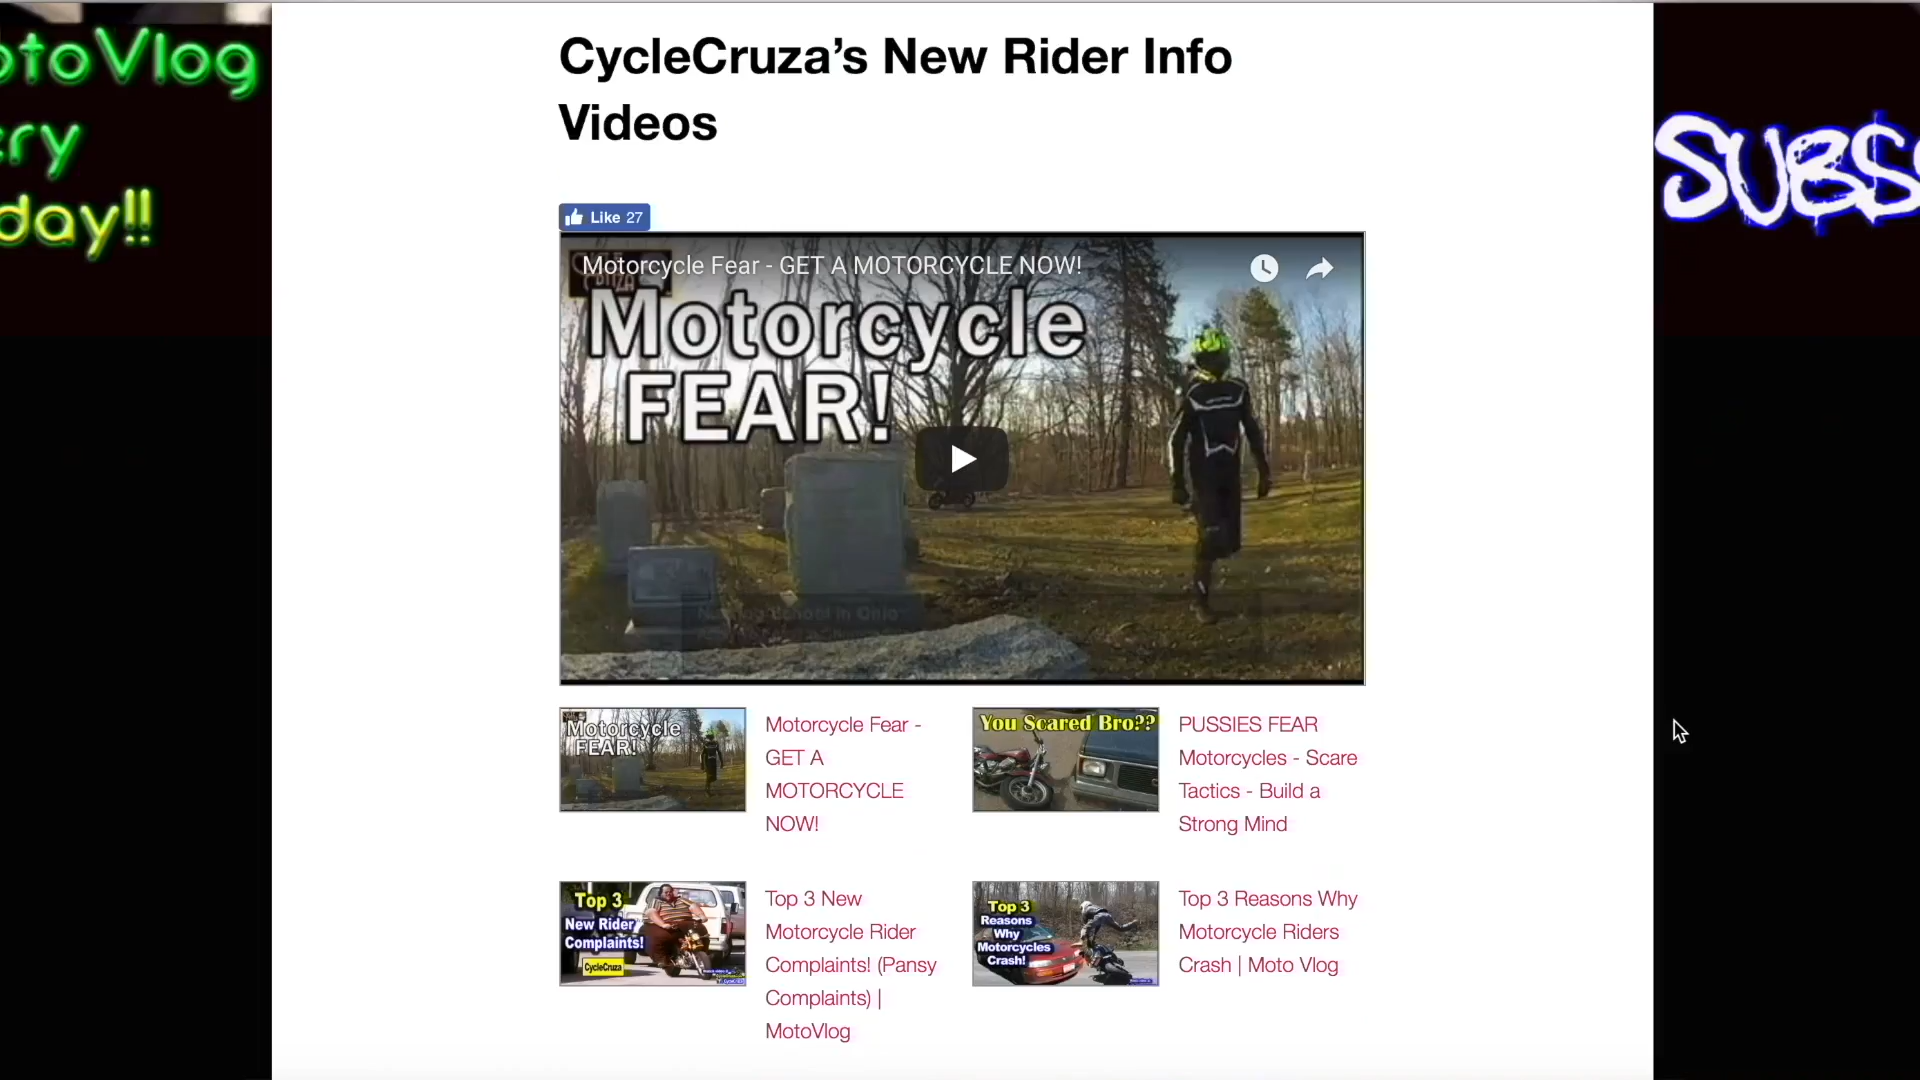 otoVlog
ery
day!!
SUBS
CycleCruza’s New Rider Info
Videos
Like 27
Motorcycle Fear - GET A MOTORCYCLE NOW!
Motorcycle
FEAR!
Motorcycle
FEAR!
Motorcycle Fear -
GET A
MOTORCYCLE
NOW!
You Scared Bro??
PUSSIES FEAR
Motorcycles - Scare
Tactics - Build a
Strong Mind
Top 3
New Rider
Complaints!
CycleCruza
Top 3 New
Motorcycle Rider
Complaints! (Pansy
Complaints) |
MotoVlog
Top 3
Reasons
Why
Motorcycles
Crash!
Top 3 Reasons Why
Motorcycle Riders
Crash | Moto Vlog